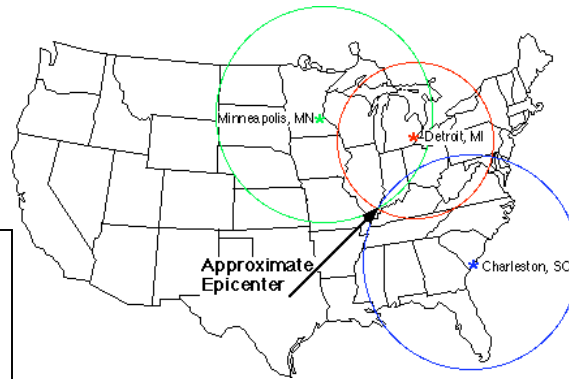 Minneapolis, MN
Detroit, MI
Approximate
Epicenter
Charleston, SC